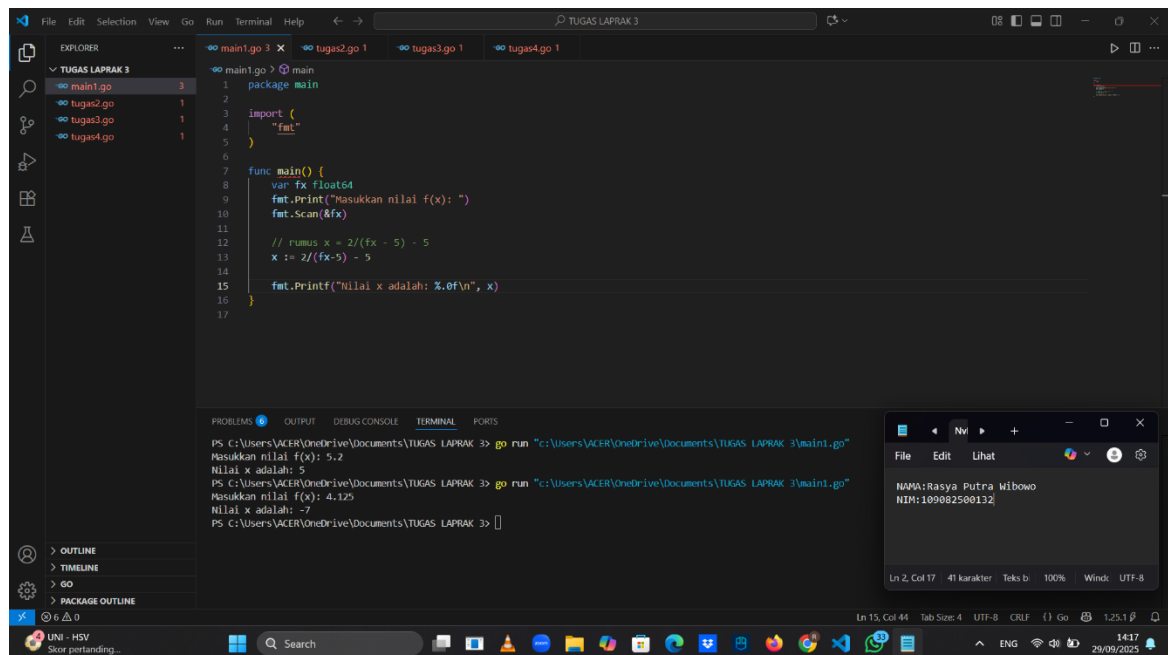 File Edit Selection View Go Run Terminal Help
TUGAS LAPRAK 3
EXPLORER
TUGAS LAPRAK 3
main1.go 3
tugas2.go 1
tugas3.go 1
tugas4.go 1
OUTLINE
TIMELINE
GO
PACKAGE OUTLINE
main1.go 3 tugas2.go 1 tugas3.go 1 tugas4.go 1
main1.go > main
1 package main
2
3 import (
4 "fmt"
5 )
6
7 func main() {
8 var fx float64
9 fmt.Print("Masukkan nilai f(x): ")
10 fmt.Scan(&fx)
11
12 // rumus x = 2/(fx - 5) - 5
13 x := 2/(fx-5) - 5
14
15 fmt.Printf("Nilai x adalah: %.0f\n", x)
16 }
17
PROBLEMS 6 OUTPUT DEBUG CONSOLE TERMINAL PORTS
PS C:\Users\ACER\OneDrive\Documents\TUGAS LAPRAK 3> go run "c:\Users\ACER\OneDrive\Documents\TUGAS LAPRAK 3\main1.go"
Masukkan nilai f(x): 5.2
Nilai x adalah: 5
PS C:\Users\ACER\OneDrive\Documents\TUGAS LAPRAK 3> go run "c:\Users\ACER\OneDrive\Documents\TUGAS LAPRAK 3\main1.go"
Masukkan nilai f(x): 4.125
Nilai x adalah: -7
PS C:\Users\ACER\OneDrive\Documents\TUGAS LAPRAK 3>
File Edit Lihat
NAMA:Rasya Putra Wibowo
NIM:109082500132
Ln 2, Col 17 41 karakter Teks bi 100% Windc UTF-8
6 0
Ln 15, Col 44 Tab Size: 4 UTF-8 CRLF {} Go 1.25.1
UNI - HSV
Skor pertanding...
Search
33
ENG
14:17
29/09/2025